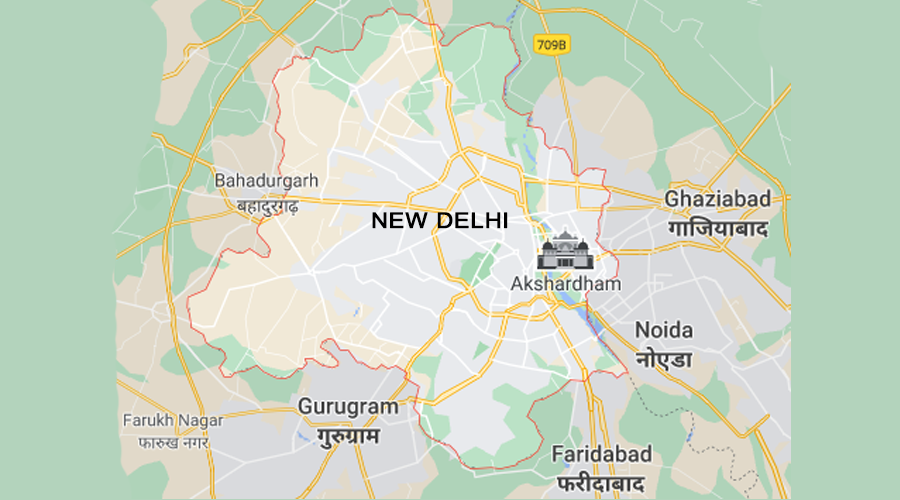 709B
Bahadurgarh
बहादुरगढ़
Ghaziabad
गाजियाबाद
NEW DELHI
Akshardham
Noida
नोएडा
Gurugram
गुरुग्राम
Farukh Nagar
फारुख नगर
Faridabad
फरीदाबाद